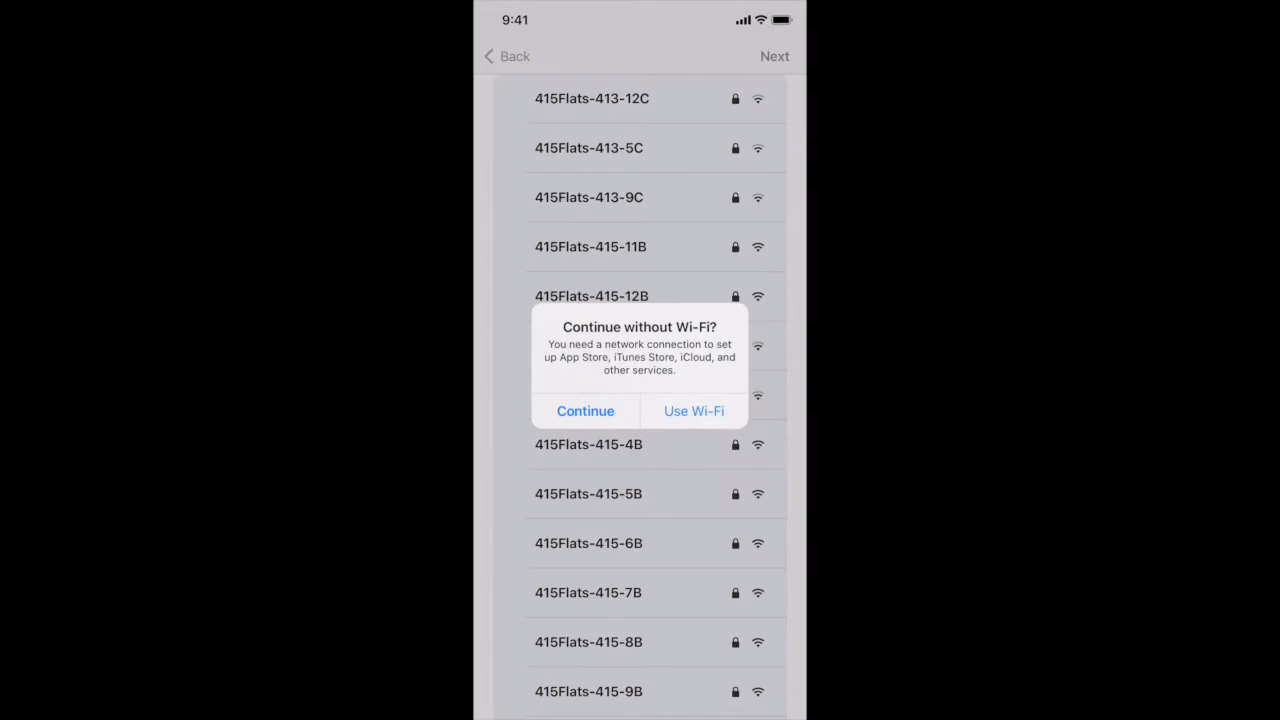 9:41
Back
Next
415Flats-413-12C
415Flats-413-5C
415Flats-413-9C
415Flats-415-11B
415Flats-415-12B
Continue without Wi-Fi?
You need a network connection to set
up App Store, iTunes Store, iCloud, and
other services.
Continue
Use Wi-Fi
415Flats-415-4B
415Flats-415-5B
415Flats-415-6B
415Flats-415-7B
415Flats-415-8B
415Flats-415-9B